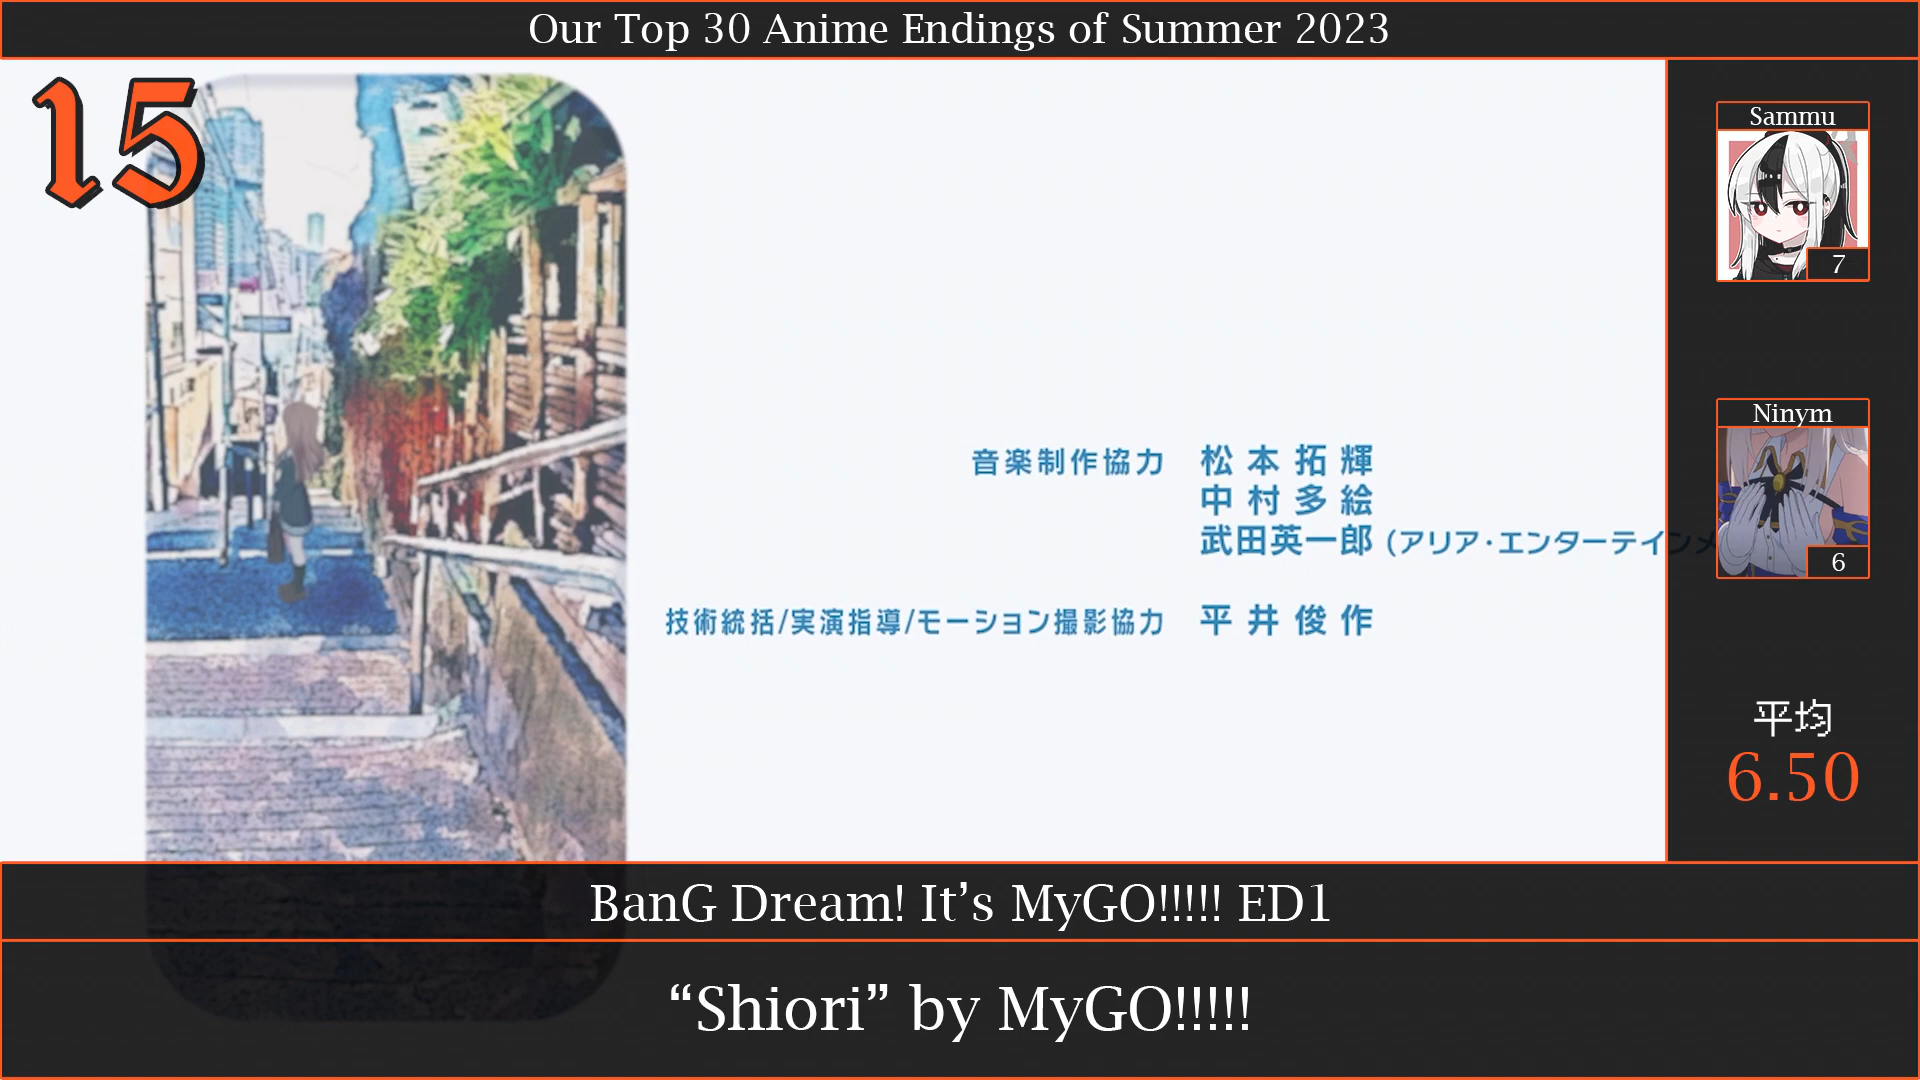 Our Top 30 Anime Endings of Summer 2023
15
Sammu
7
音楽制作協力 松本拓輝
中村多絵
武田英一郎 (アリア・エンターテインメ
技術統括/実演指導/モーション撮影協力 平井俊作
Ninym
6
平均
6.50
BanG Dream! It’s MyGO!!!!! ED1
“Shiori” by MyGO!!!!!